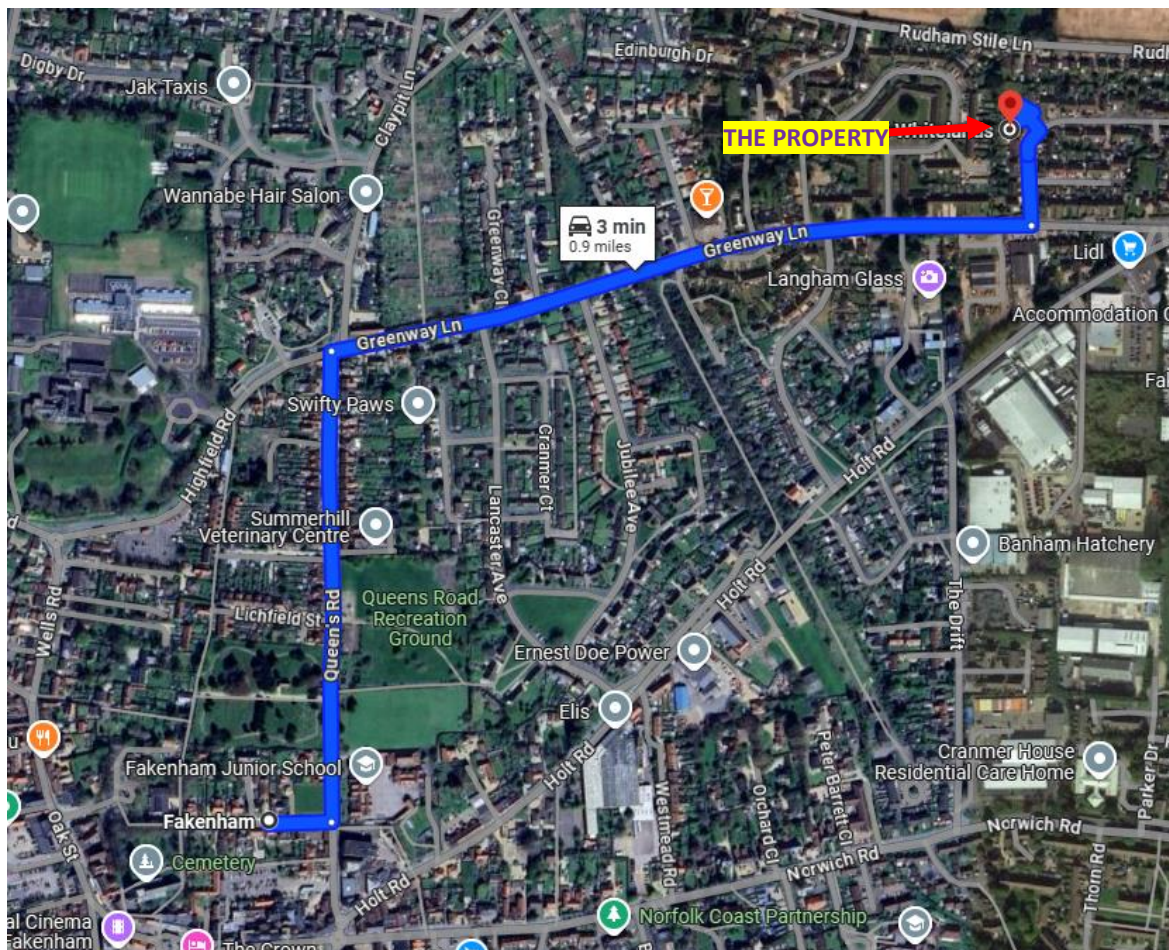 Rudham Stile Ln
Edinburgh Dr
Digby Dr
Jak Taxis
Claypit Ln
THE PROPERTY
Whitelands
Wannabe Hair Salon
3 min
0.9 miles
Greenway Cl
Greenway Ln
Lidl
Langham Glass
Accommodation
Greenway Ln
Swifty Paws
Highfield Rd
Cranmer Ct
Jubilee Ave
Holt Rd
Lancaster Ave
Summerhill
Veterinary Centre
Banham Hatchery
Holt Rd
The Drift
Queens Road
Recreation
Ground
Lichfield St
Wells Rd
Queen's Rd
Ernest Doe Power
Elis
Holt Rd
Peter Barrett Cl
Cranmer House
Residential Care Home
Parker Dr
Fakenham Junior School
Fakenham
Oak St
Westmead Rd
Orchard Cl
Norwich Rd
Cemetery
Norwich Rd
Thorn Rd
Holt Rd
Norfolk Coast Partnership
al Cinema
Fakenham
The Crown